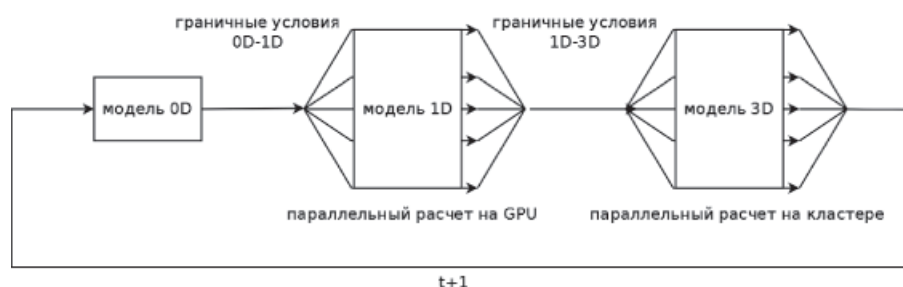 граничные условия
0D-1D
граничные условия
1D-3D
модель 0D
модель 1D
модель 3D
параллельный расчет на GPU
параллельный расчет на кластере
t+1